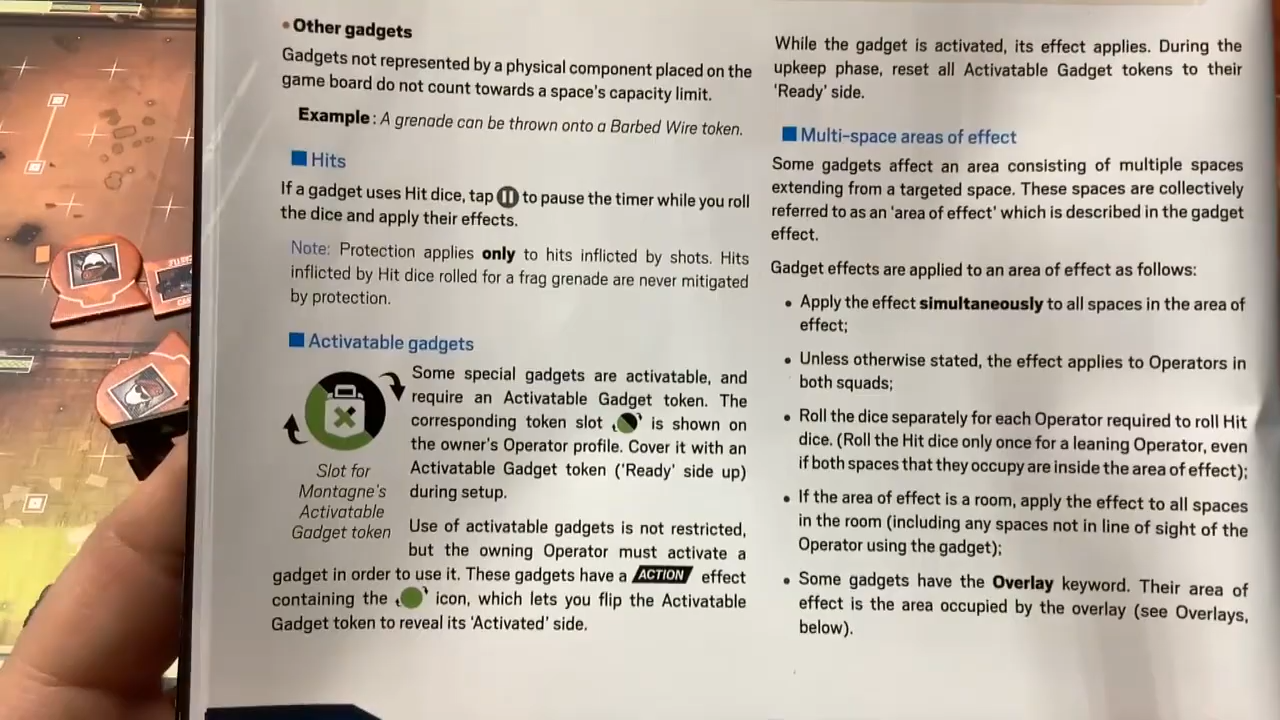 • Other gadgets
Gadgets not represented by a physical component placed on the
game board do not count towards a space's capacity limit.
Example: A grenade can be thrown onto a Barbed Wire token.
Hits
If a gadget uses Hit dice, tap to pause the timer while you roll
the dice and apply their effects.
Note: Protection applies only to hits inflicted by shots. Hits
inflicted by Hit dice rolled for a frag grenade are never mitigated
by protection.
Activatable gadgets
Some special gadgets are activatable, and
require an Activatable Gadget token. The
corresponding token slot is shown on
the owner's Operator profile. Cover it with an
Activatable Gadget token ('Ready' side up)
during setup.
Slot for
Montagne's
Activatable
Gadget token
Use of activatable gadgets is not restricted,
but the owning Operator must activate a
gadget in order to use it. These gadgets have a ACTION effect
containing the icon, which lets you flip the Activatable
Gadget token to reveal its 'Activated' side.
While the gadget is activated, its effect applies. During the
upkeep phase, reset all Activatable Gadget tokens to their
'Ready' side.
Multi-space areas of effect
Some gadgets affect an area consisting of multiple spaces
extending from a targeted space. These spaces are collectively
referred to as an 'area of effect' which is described in the gadget
effect.
Gadget effects are applied to an area of effect as follows:
• Apply the effect simultaneously to all spaces in the area of
effect;
• Unless otherwise stated, the effect applies to Operators in
both squads;
• Roll the dice separately for each Operator required to roll Hit
dice. (Roll the Hit dice only once for a leaning Operator, even
if both spaces that they occupy are inside the area of effect);
• If the area of effect is a room, apply the effect to all spaces
in the room (including any spaces not in line of sight of the
Operator using the gadget);
• Some gadgets have the Overlay keyword. Their area of
effect is the area occupied by the overlay (see Overlays,
below).